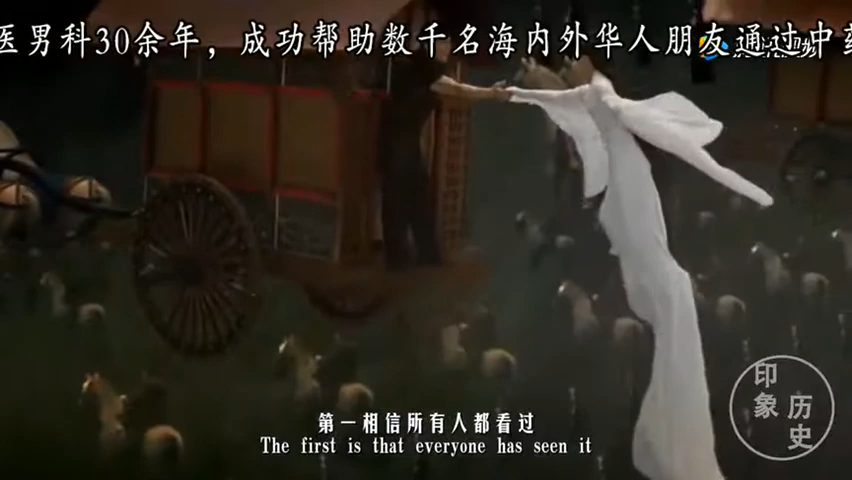 医男科30余年，成功帮助数千名海内外华人朋友通过中药
印象
历史
第一相信所有人都看过
The first is that everyone has seen it